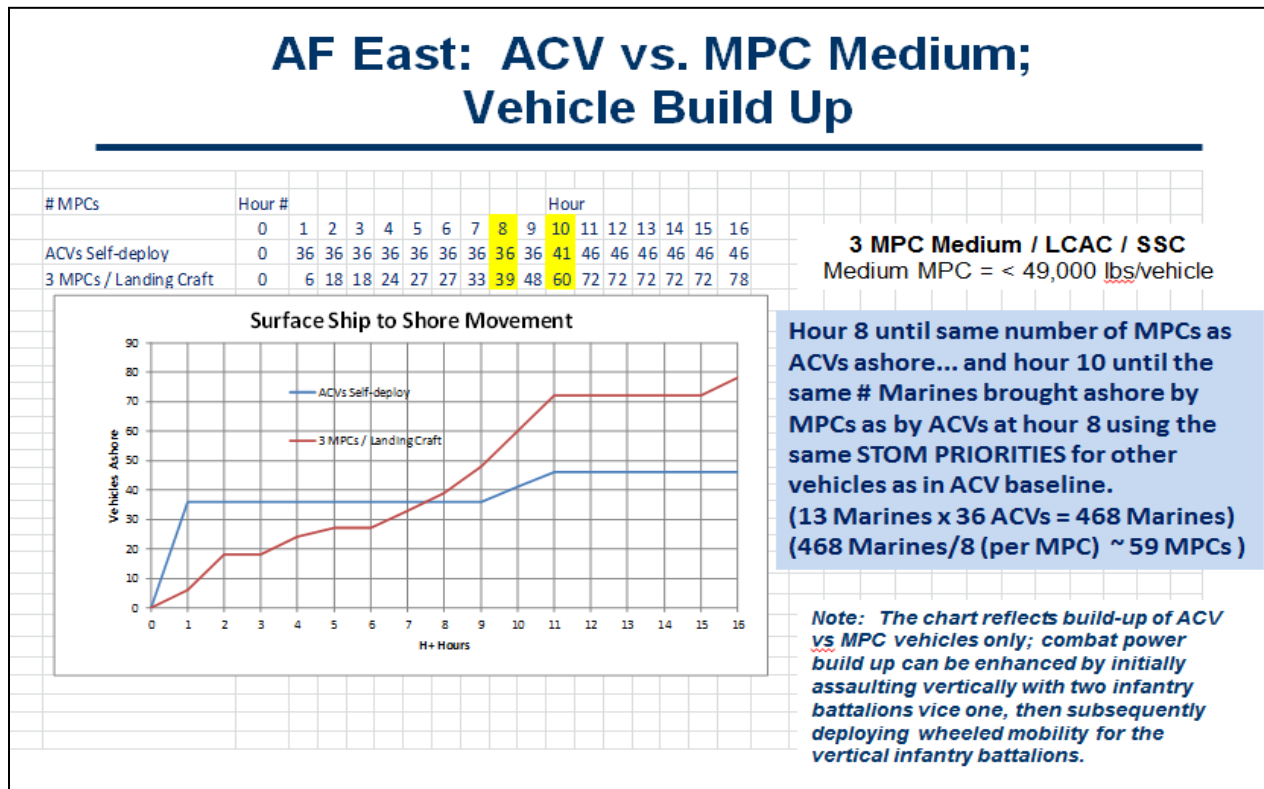 AF East:  ACV vs. MPC Medium;
Vehicle Build Up
# MPCs Hour # Hour
0 1 2 3 4 5 6 7 8 9 10 11 12 13 14 15 16
ACVs Self-deploy 0 36 36 36 36 36 36 36 36 36 41 46 46 46 46 46 46
3 MPCs / Landing Craft 0 6 18 18 24 27 27 33 39 48 60 72 72 72 72 72 78
3 MPC Medium / LCAC / SSC
Medium MPC = < 49,000 lbs/vehicle
Surface Ship to Shore Movement
90
80
70
60
50
40
30
20
10
0
Vehicles Ashore
ACVs Self-deploy
3 MPCs / Landing Craft
0 1 2 3 4 5 6 7 8 9 10 11 12 13 14 15 16
H+ Hours
Hour 8 until same number of MPCs as
ACVs ashore... and hour 10 until the
same # Marines brought ashore by
MPCs as by ACVs at hour 8 using the
same STOM PRIORITIES for other
vehicles as in ACV baseline.
(13 Marines x 36 ACVs = 468 Marines)
(468 Marines/8 (per MPC) ~ 59 MPCs )
Note:  The chart reflects build-up of ACV
vs MPC vehicles only; combat power
build up can be enhanced by initially
assaulting vertically with two infantry
battalions vice one, then subsequently
deploying wheeled mobility for the
vertical infantry battalions.